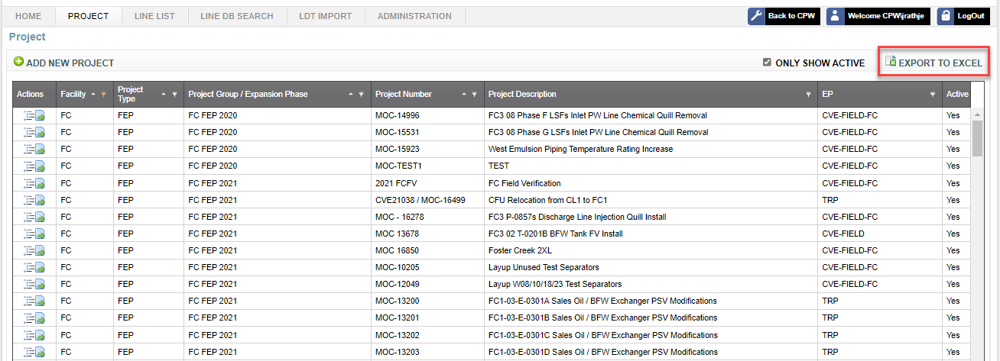 HOME PROJECT LINE LIST LINE DB SEARCH LDT IMPORT ADMINISTRATION Back to CPW Welcome CPW\jrathje LogOut
Project
ADD NEW PROJECT ONLY SHOW ACTIVE EXPORT TO EXCEL
Actions Facility Project Type Project Group / Expansion Phase Project Number Project Description EP Active
FC FEP FC FEP 2020 MOC-14996 FC3 08 Phase F LSFs Inlet PW Line Chemical Quill Removal CVE-FIELD-FC Yes
FC FEP FC FEP 2020 MOC-15531 FC3 08 Phase G LSFs Inlet PW Line Chemical Quill Removal CVE-FIELD-FC Yes
FC FEP FC FEP 2020 MOC-15923 West Emulsion Piping Temperature Rating Increase CVE-FIELD-FC Yes
FC FEP FC FEP 2020 MOC-TEST1 TEST CVE-FIELD-FC Yes
FC FEP FC FEP 2021 2021 FCFV FC Field Verification CVE-FIELD-FC Yes
FC FEP FC FEP 2021 CVE21038 / MOC-16499 CFU Relocation from CL1 to FC1 TRP Yes
FC FEP FC FEP 2021 MOC - 16278 FC3 P-0857s Discharge Line Injection Quill Install CVE-FIELD-FC Yes
FC FEP FC FEP 2021 MOC 13678 FC3 02 T-0201B BFW Tank FV Install CVE-FIELD Yes
FC FEP FC FEP 2021 MOC 16850 Foster Creek 2XL CVE-FIELD-FC Yes
FC FEP FC FEP 2021 MOC-10205 Layup Unused Test Separators CVE-FIELD-FC Yes
FC FEP FC FEP 2021 MOC-12049 Layup W08/10/18/23 Test Separators CVE-FIELD-FC Yes
FC FEP FC FEP 2021 MOC-13200 FC1-03-E-0301A Sales Oil / BFW Exchanger PSV Modifications TRP Yes
FC FEP FC FEP 2021 MOC-13201 FC1-03-E-0301B Sales Oil / BFW Exchanger PSV Modifications TRP Yes
FC FEP FC FEP 2021 MOC-13202 FC1-03-E-0301C Sales Oil / BFW Exchanger PSV Modifications TRP Yes
FC FEP FC FEP 2021 MOC-13203 FC1-03-E-0301D Sales Oil / BFW Exchanger PSV Modifications TRP Yes